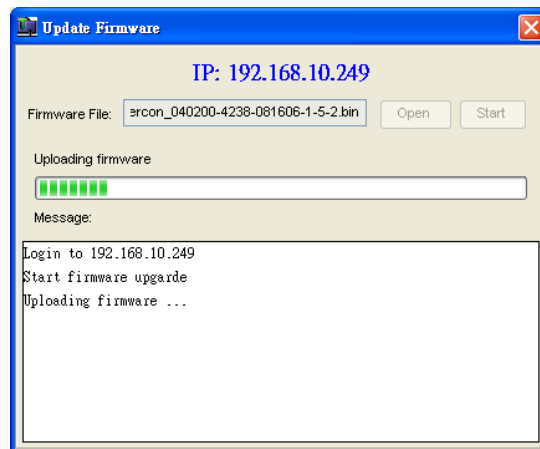 Update Firmware
IP: 192.168.10.249
Firmware File: ercon_040200-4238-081606-1-5-2.bin Open Start
Uploading firmware
Message:
Login to 192.168.10.249
Start firmware upgarde
Uploading firmware ...